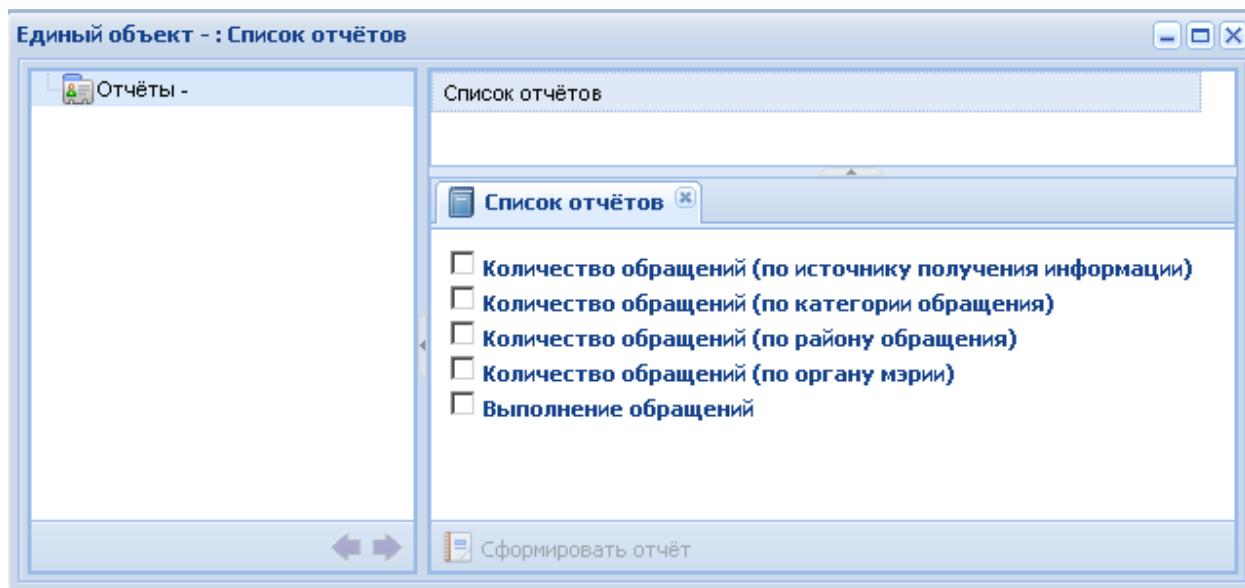 Единый объект - : Список отчётов
Отчёты -
Список отчётов
Список отчётов
Количество обращений (по источнику получения информации)
Количество обращений (по категории обращения)
Количество обращений (по району обращения)
Количество обращений (по органу мэрии)
Выполнение обращений
Сформировать отчёт